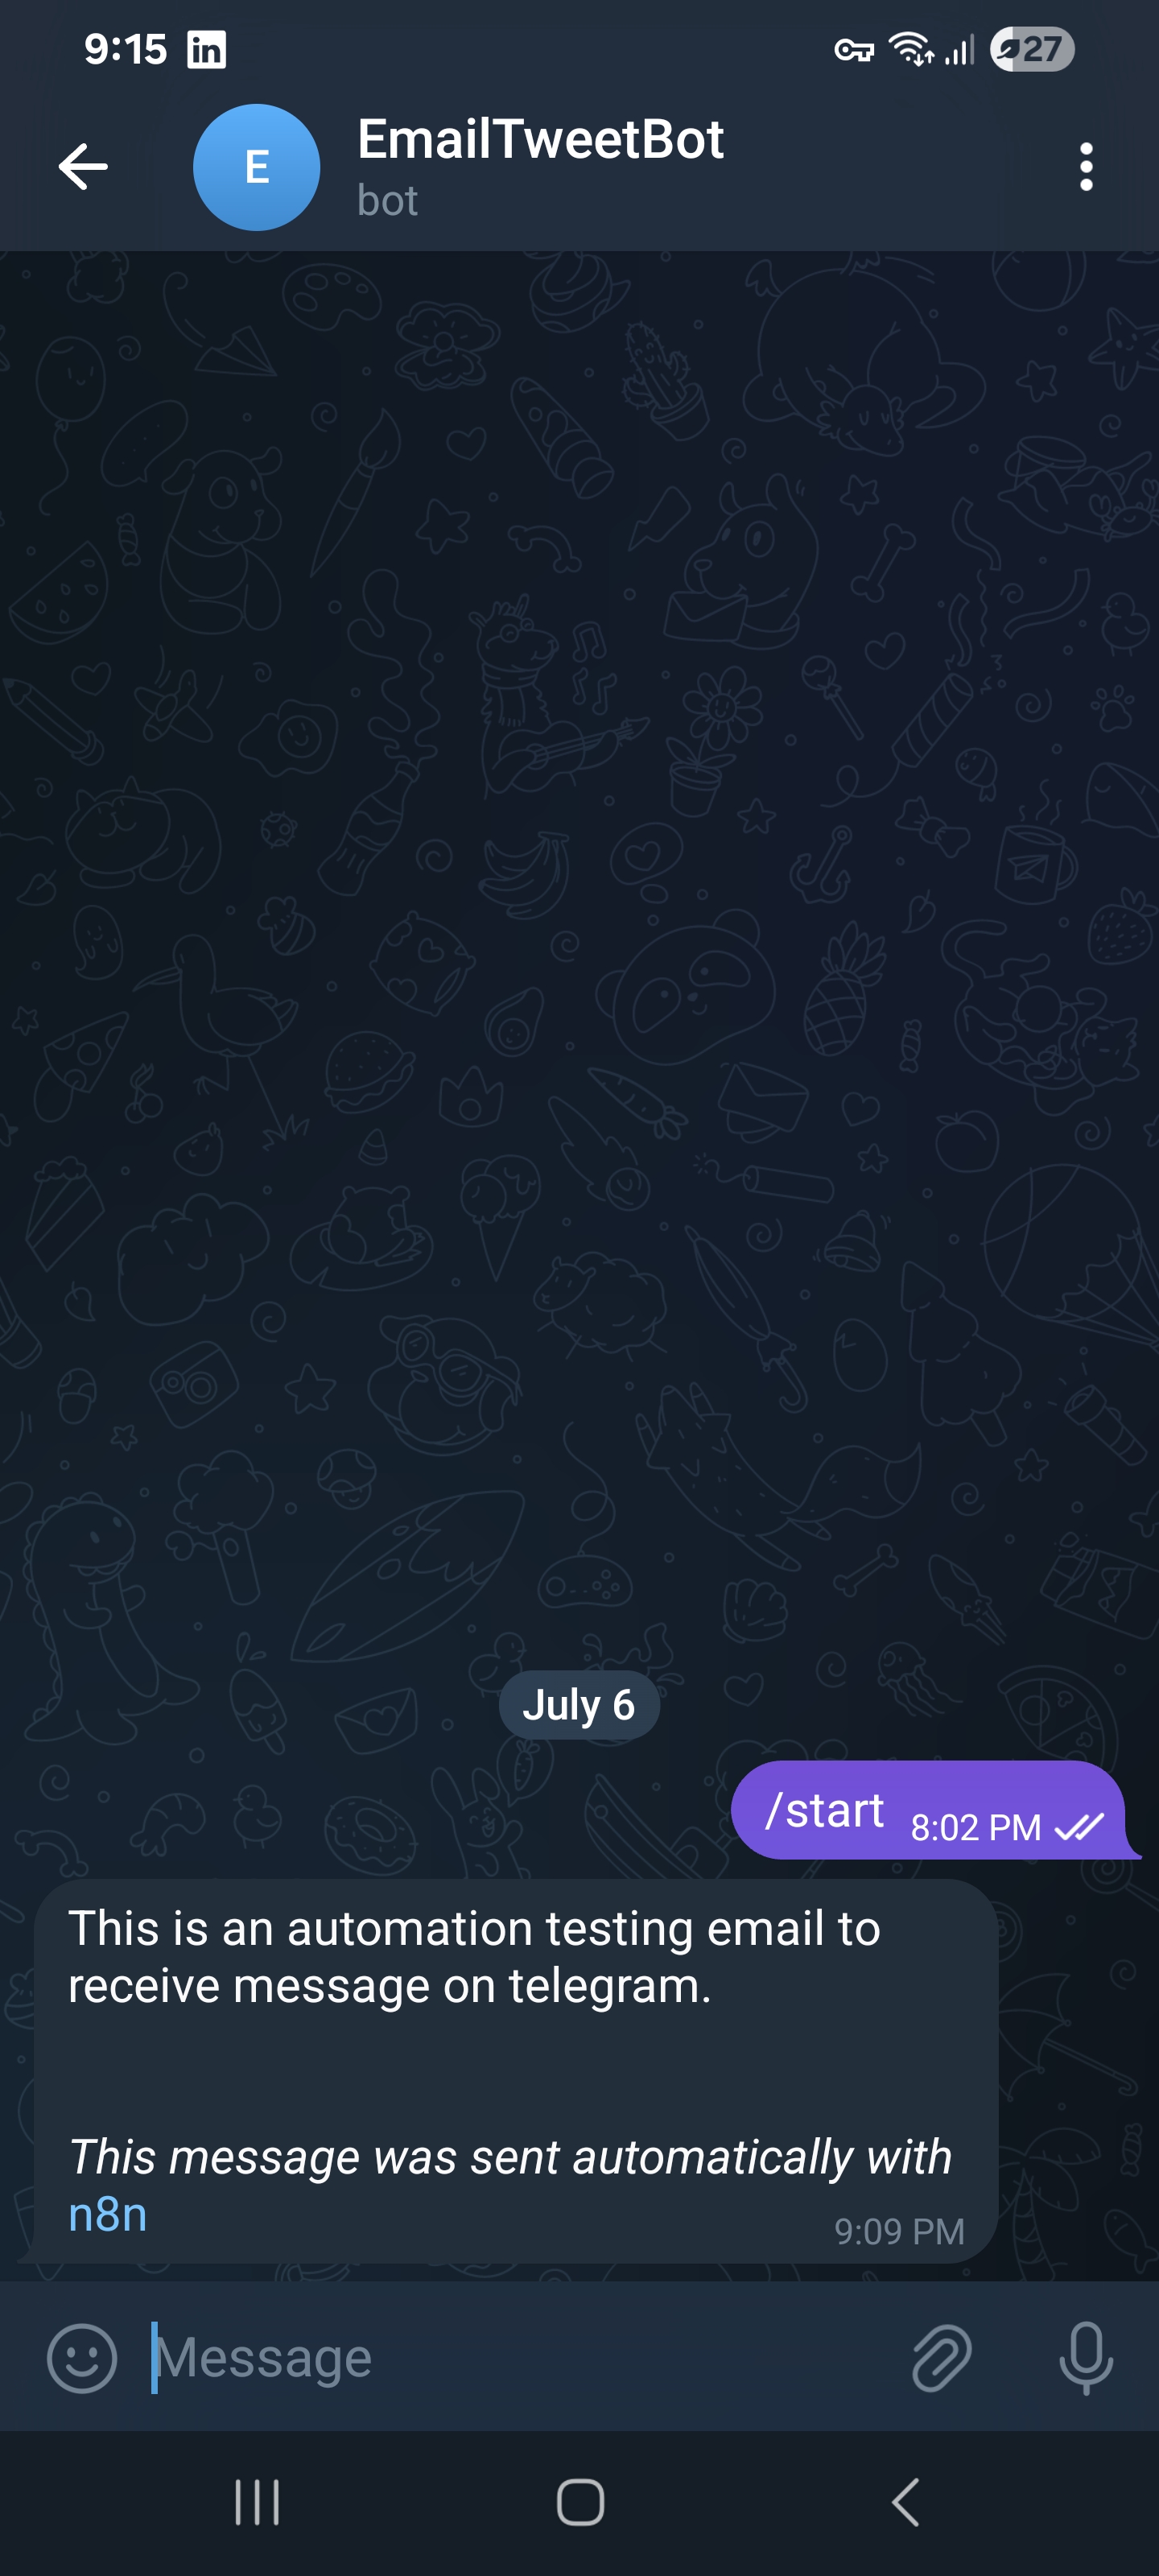 9:15 in 27
E
EmailTweetBot
bot
July 6
/start 8:02 PM
This is an automation testing email to
receive message on telegram.
This message was sent automatically with
n8n
9:09 PM
Message